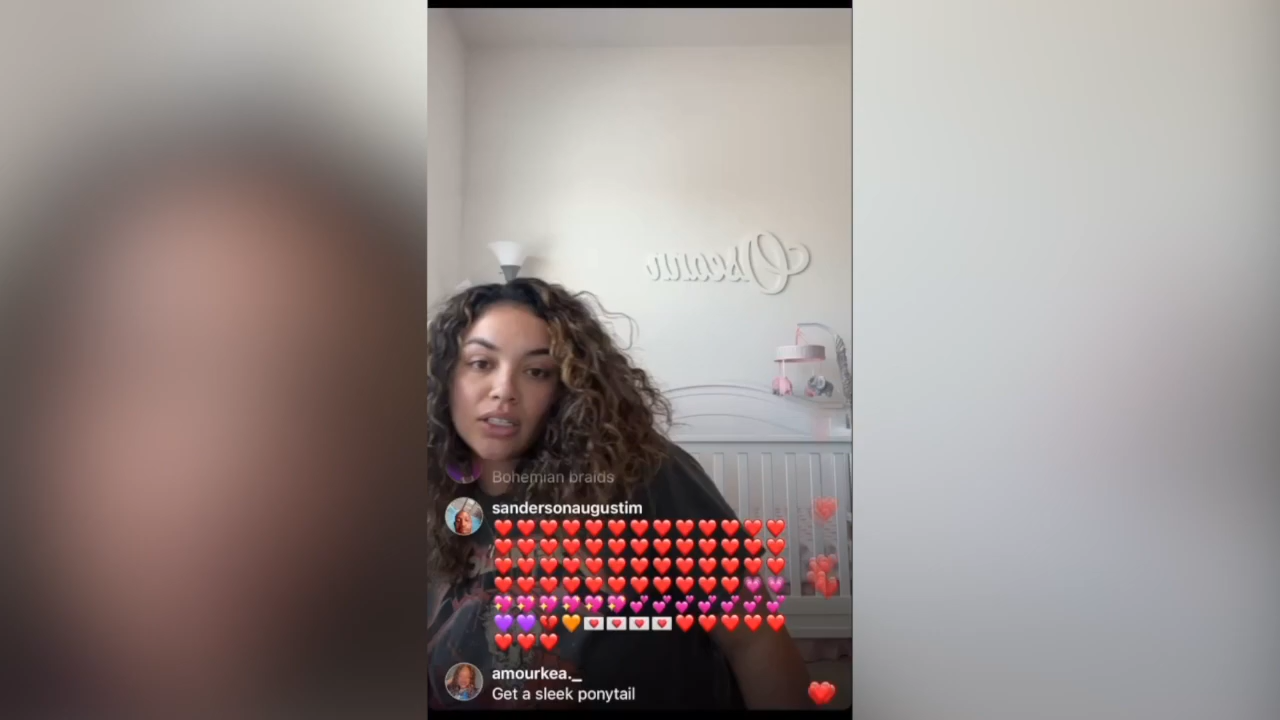 Bohemian braids
sandersonaugustim
❤️❤️❤️❤️❤️❤️❤️❤️❤️❤️❤️❤️❤️
❤️❤️❤️❤️❤️❤️❤️❤️❤️❤️❤️❤️❤️
❤️❤️❤️❤️❤️❤️❤️❤️❤️❤️❤️❤️❤️
❤️❤️❤️❤️❤️❤️❤️❤️❤️❤️❤️💗💗
💖💖💖💖💖💖💕💕💕💕💕💕💕
💜💜💔🧡💌💌💌💌❤️❤️❤️❤️❤️
❤️❤️❤️
amourkea._
Get a sleek ponytail